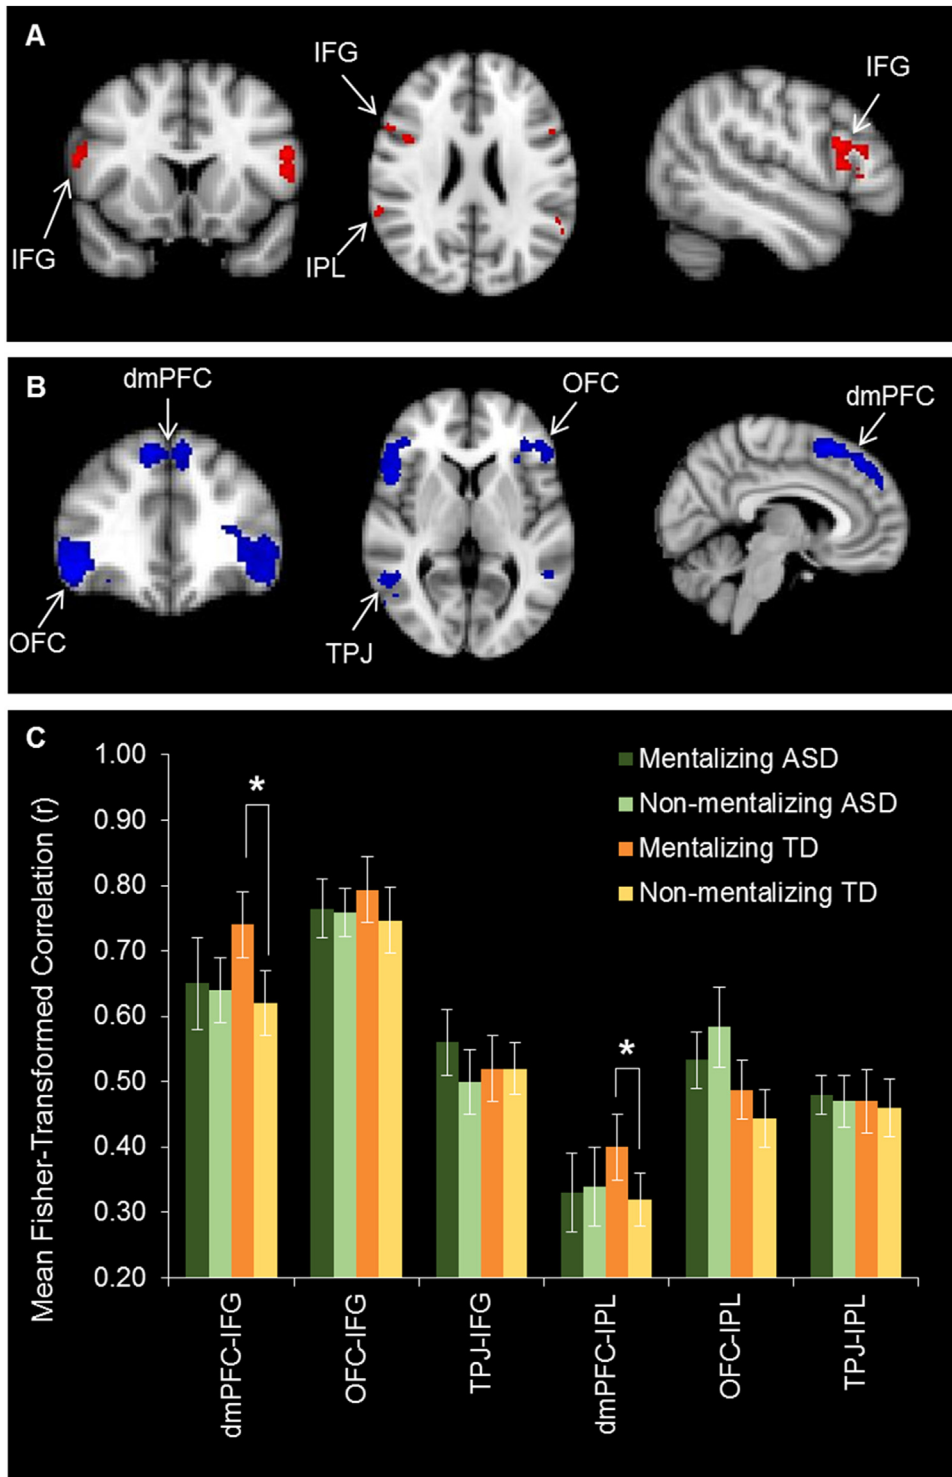 A
IFG
IFG
IFG
IPL
B
dmPFC
OFC
dmPFC
OFC
TPJ
C
Mean Fisher-Transformed Correlation (r)
1.00
0.90
0.80
0.70
0.60
0.50
0.40
0.30
0.20
*
*
Mentalizing ASD
Non-mentalizing ASD
Mentalizing TD
Non-mentalizing TD
dmPFC-IFG
OFC-IFG
TPJ-IFG
dmPFC-IPL
OFC-IPL
TPJ-IPL